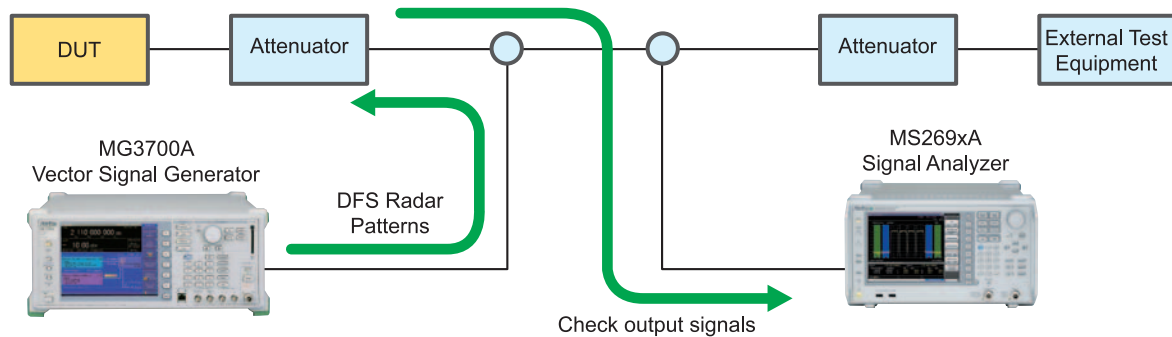 DUT
Attenuator
Attenuator
External Test
Equipment
MG3700A
Vector Signal Generator
DFS Radar
Patterns
MS269xA
Signal Analyzer
Check output signals